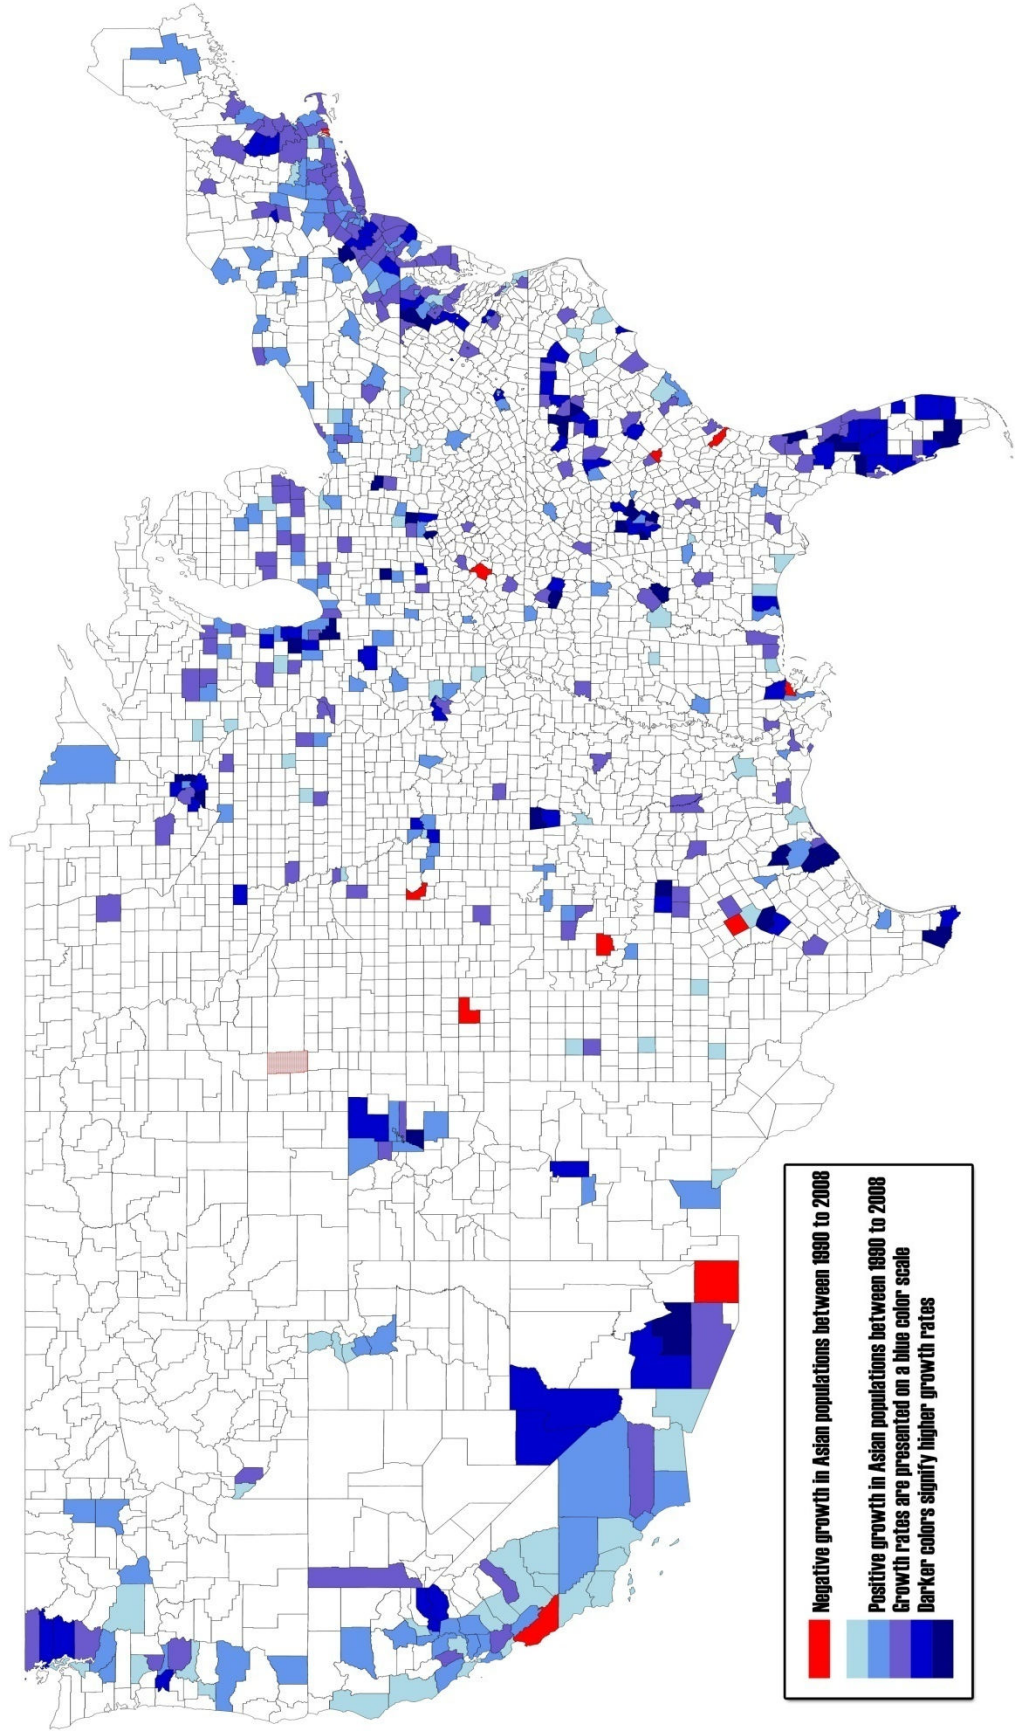 Negative growth in Asian populations between 1990 to 2008
Positive growth in Asian populations between 1990 to 2008
Growth rates are presented on a blue color scale
Darker colors signify higher growth rates